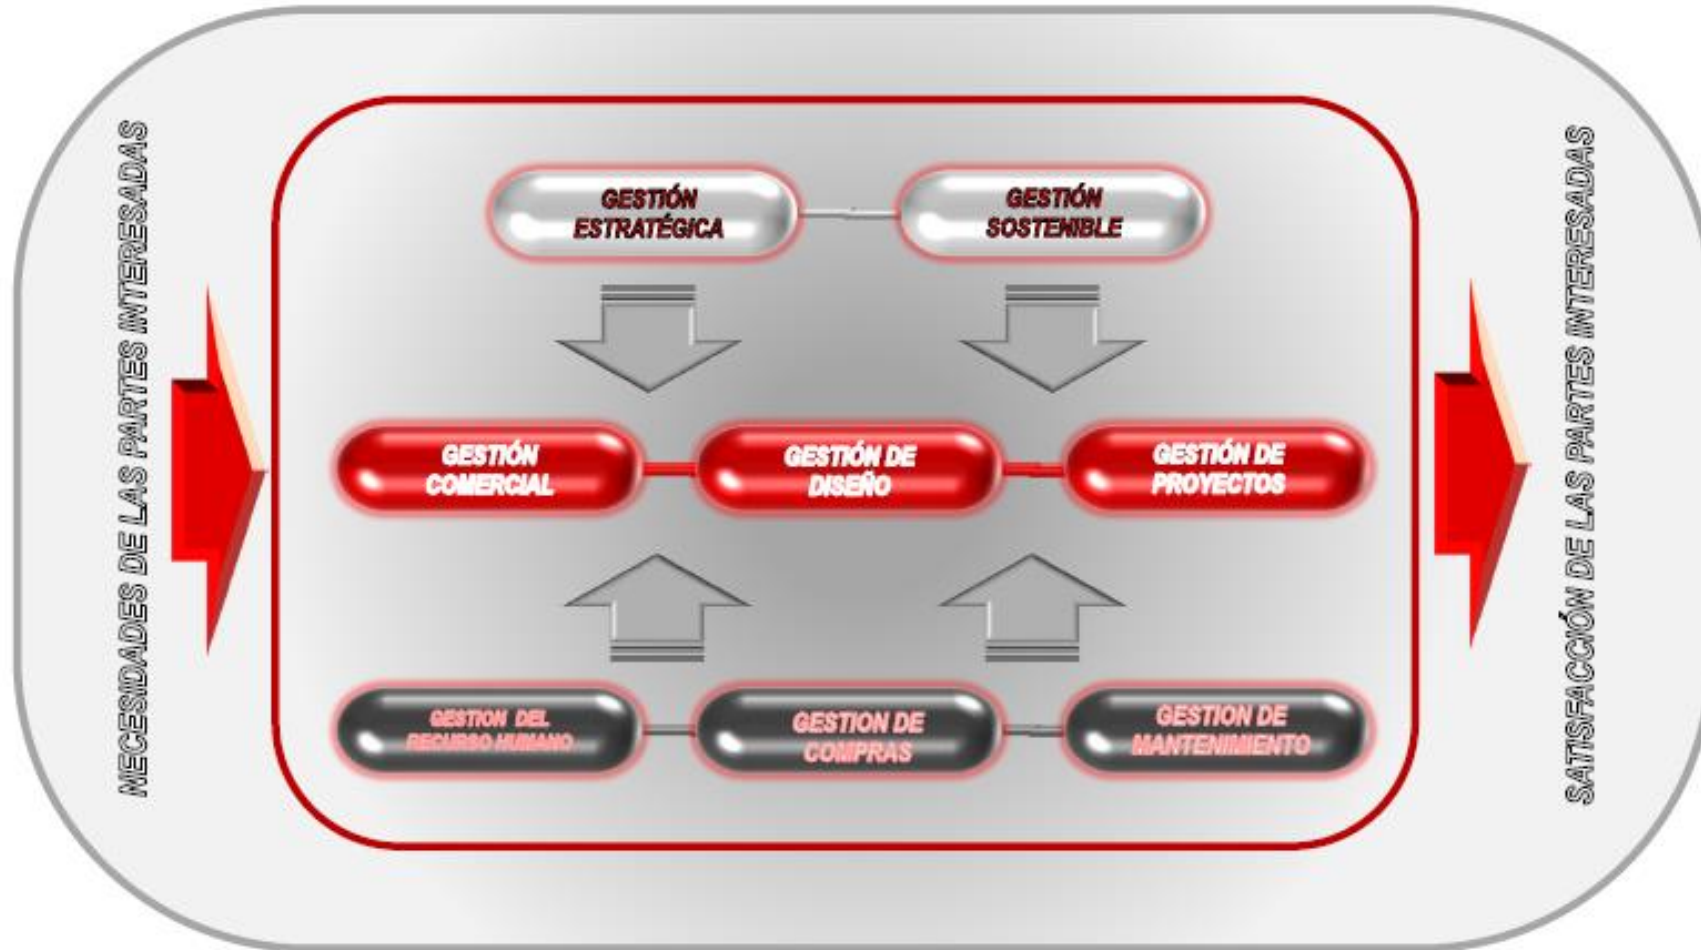 NECESIDADES DE LAS PARTES INTERESADAS
GESTIÓN
ESTRATÉGICA
GESTIÓN
SOSTENIBLE
GESTIÓN
COMERCIAL
GESTIÓN DE
DISEÑO
GESTIÓN DE
PROYECTOS
GESTION DEL
RECURSO HUMANO
GESTION DE
COMPRAS
GESTION DE
MANTENIMIENTO
SATISFACCIÓN DE LAS PARTES INTERESADAS